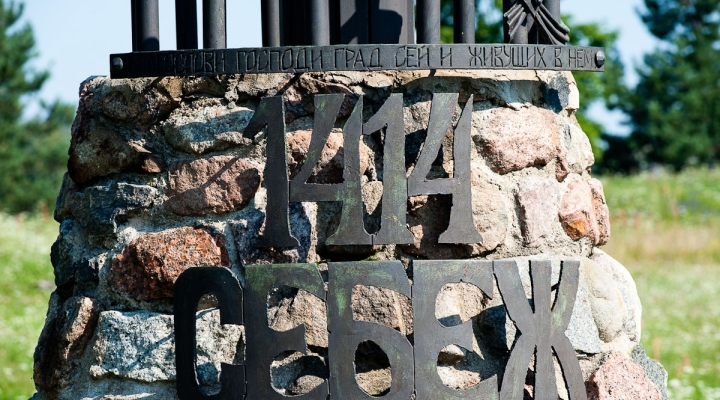 ГОСПОДИ ГРАД СЕЙ И ЖИВУЩИХ В НЕМ
1414
СЕБЕЖ